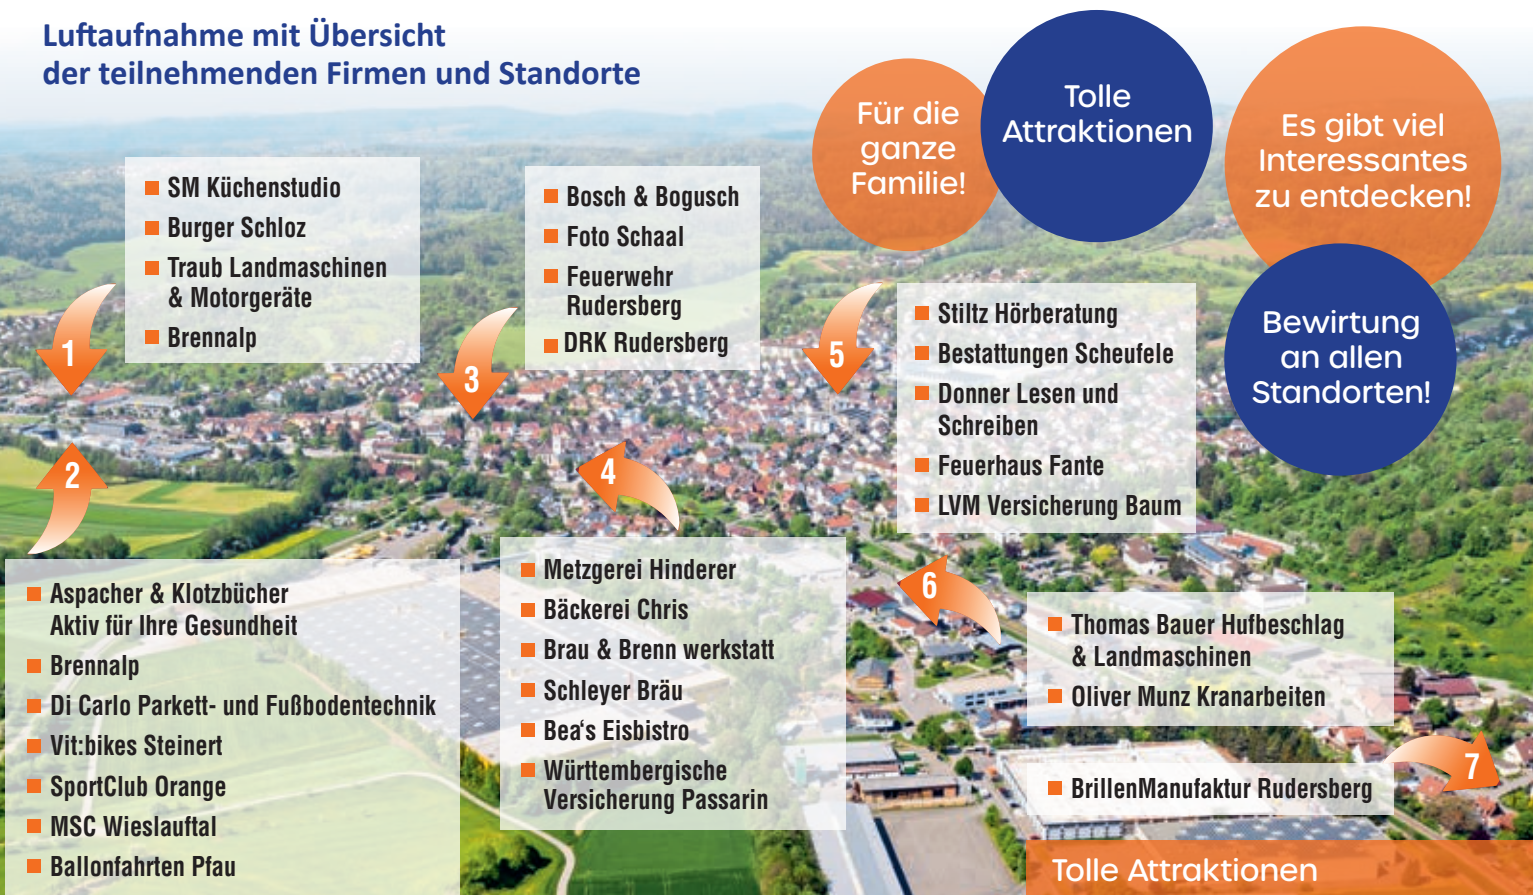 Luftaufnahme mit Übersicht
der teilnehmenden Firmen und Standorte
Für die
ganze
Familie!
Tolle
Attraktionen
Es gibt viel
Interessantes
zu entdecken!
Bewirtung
an allen
Standorten!
1
SM Küchenstudio
Burger Schloz
Traub Landmaschinen
& Motorgeräte
Brennalp
3
Bosch & Bogusch
Foto Schaal
Feuerwehr
Rudersberg
DRK Rudersberg
5
Stiltz Hörberatung
Bestattungen Scheufele
Donner Lesen und
Schreiben
Feuerhaus Fante
LVM Versicherung Baum
2
Aspacher & Klotzbücher
Aktiv für Ihre Gesundheit
Brennalp
Di Carlo Parkett- und Fußbodentechnik
Vit:bikes Steinert
SportClub Orange
MSC Wieslauftal
Ballonfahrten Pfau
4
Metzgerei Hinderer
Bäckerei Chris
Brau & Brenn werkstatt
Schleyer Bräu
Bea‘s Eisbistro
Württembergische
Versicherung Passarin
6
Thomas Bauer Hufbeschlag
& Landmaschinen
Oliver Munz Kranarbeiten
7
BrillenManufaktur Rudersberg
Tolle Attraktionen